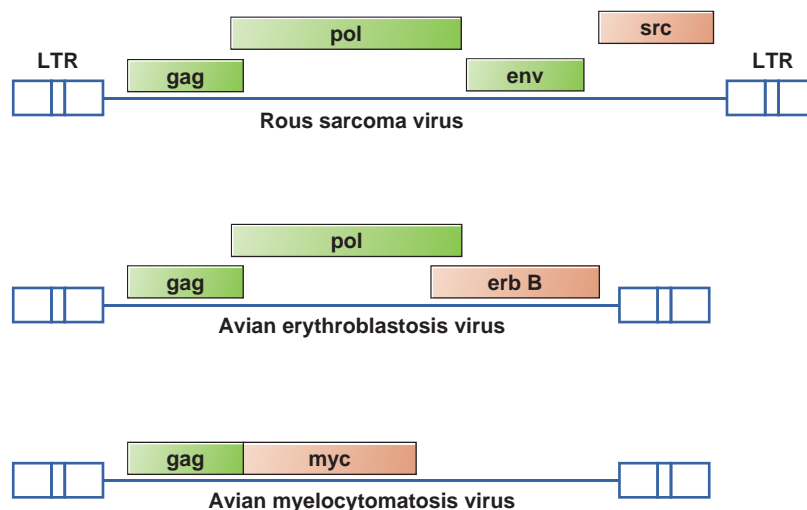 pol
src
LTR
LTR
gag
env
Rous sarcoma virus
pol
gag
erb B
Avian erythroblastosis virus
gag
myc
Avian myelocytomatosis virus